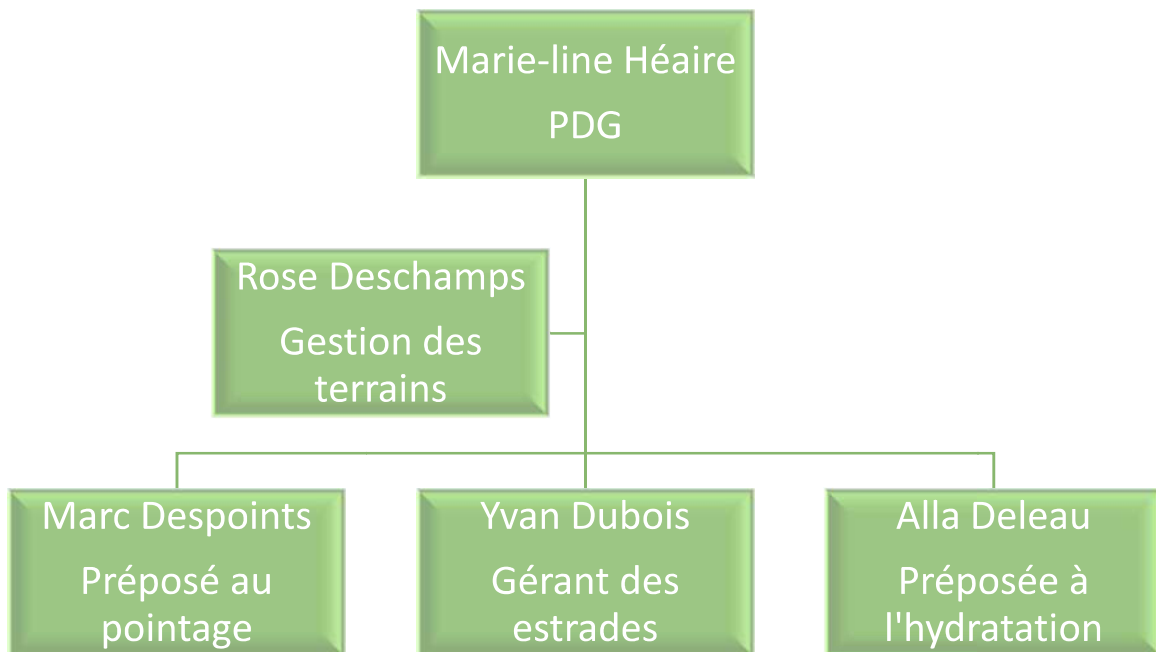 Marie-line Héaire
PDG
Rose Deschamps
Gestion des
terrains
Marc Despoints
Préposé au
pointage
Yvan Dubois
Gérant des
estrades
Alla Deleau
Préposée à
l'hydratation